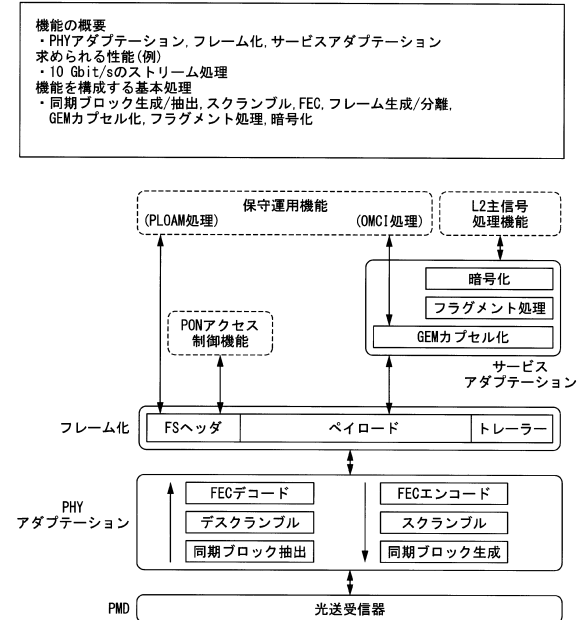 機能の概要
・PHYアダプテーション, フレーム化, サービスアダプテーション
求められる性能(例)
・10 Gbit/sのストリーム処理
機能を構成する基本処理
・同期ブロック生成/抽出, スクランブル, FEC, フレーム生成/分離,
GEMカプセル化, フラグメント処理, 暗号化
保守運用機能
(PLOAM処理)
(OMCI処理)
L2主信号
処理機能
暗号化
フラグメント処理
GEMカプセル化
サービス
アダプテーション
PONアクセス
制御機能
フレーム化
FSヘッダ
ペイロード
トレーラー
PHY
アダプテーション
FECデコード
デスクランブル
同期ブロック抽出
FECエンコード
スクランブル
同期ブロック生成
PMD
光送受信器